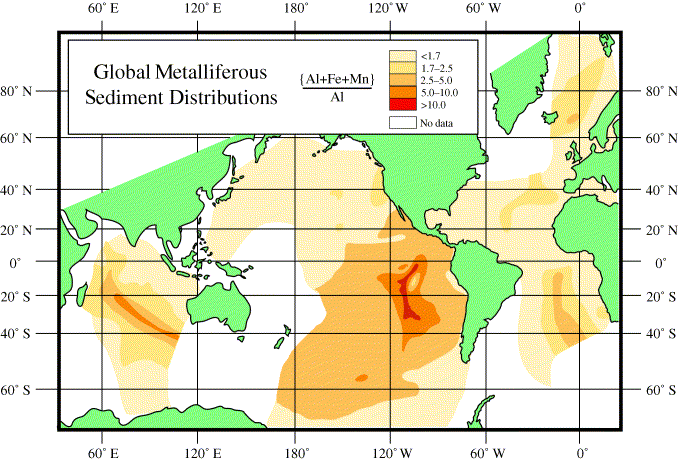 60° E 120° E 180° 120° W 60° W 0°
Global Metalliferous
Sediment Distributions
{Al+Fe+Mn}
Al
<1.7
1.7–2.5
2.5–5.0
5.0–10.0
>10.0
No data
80° N 80° N
60° N 60° N
40° N 40° N
20° N 20° N
0° 0°
20° S 20° S
40° S 40° S
60° S 60° S
60° E 120° E 180° 120° W 60° W 0°